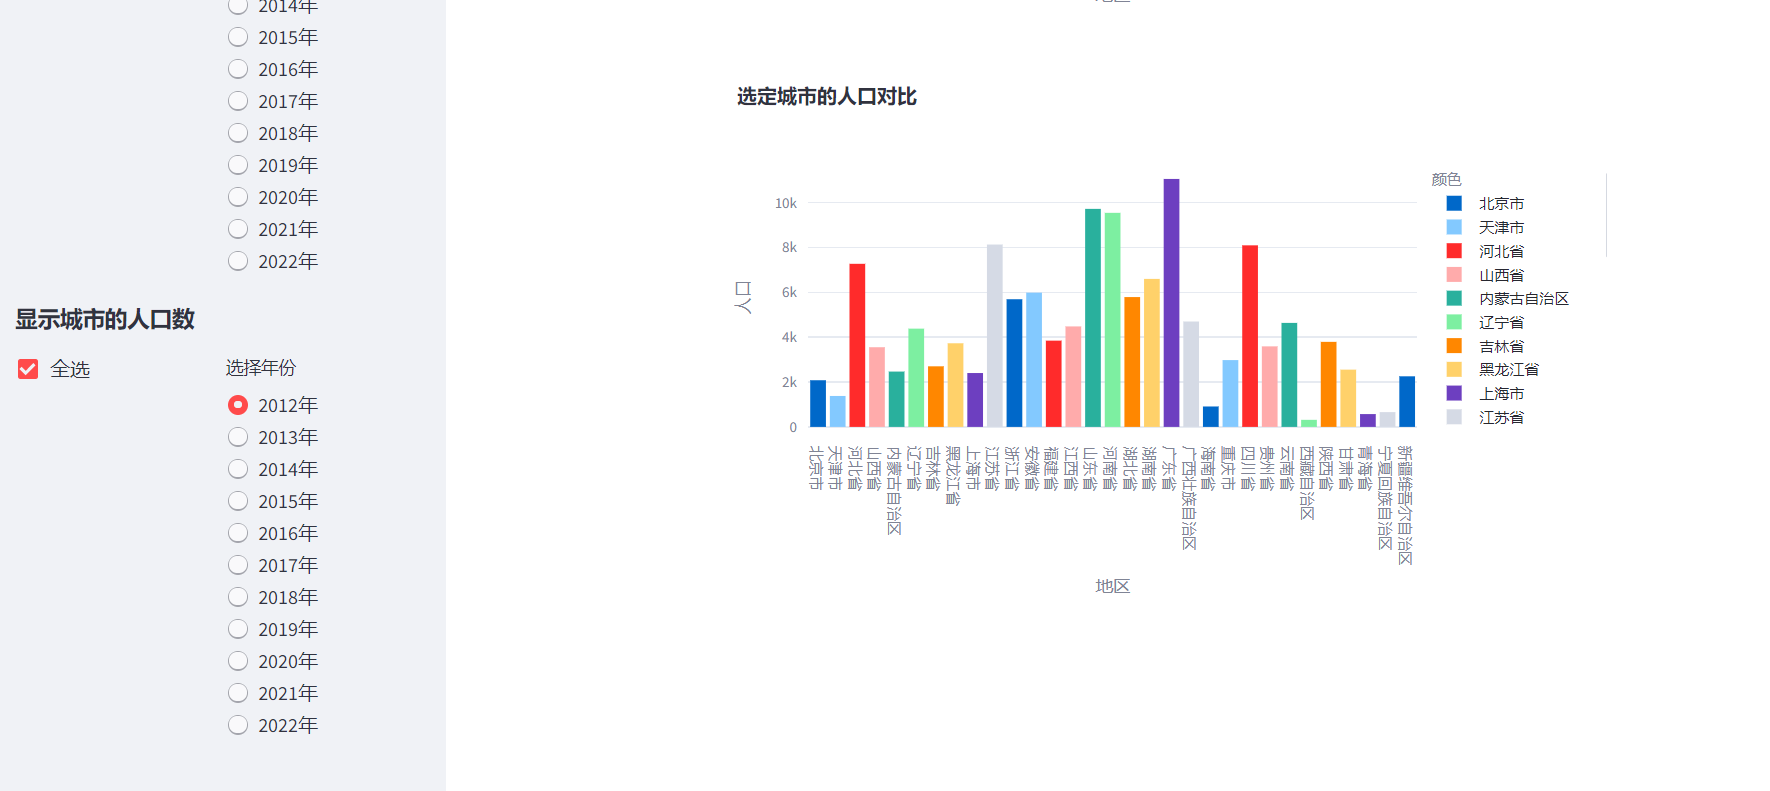 2014年
2015年
2016年
2017年
2018年
2019年
2020年
2021年
2022年
显示城市的人口数
全选
选择年份
2012年
2013年
2014年
2015年
2016年
2017年
2018年
2019年
2020年
2021年
2022年
地区
选定城市的人口对比
人口
10k
8k
6k
4k
2k
0
北京市
天津市
河北省
山西省
内蒙古自治区
辽宁省
吉林省
黑龙江省
上海市
江苏省
浙江省
安徽省
福建省
江西省
山东省
河南省
湖北省
湖南省
广东省
广西壮族自治区
海南省
重庆市
四川省
贵州省
云南省
西藏自治区
陕西省
甘肃省
青海省
宁夏回族自治区
新疆维吾尔自治区
地区
颜色
北京市
天津市
河北省
山西省
内蒙古自治区
辽宁省
吉林省
黑龙江省
上海市
江苏省